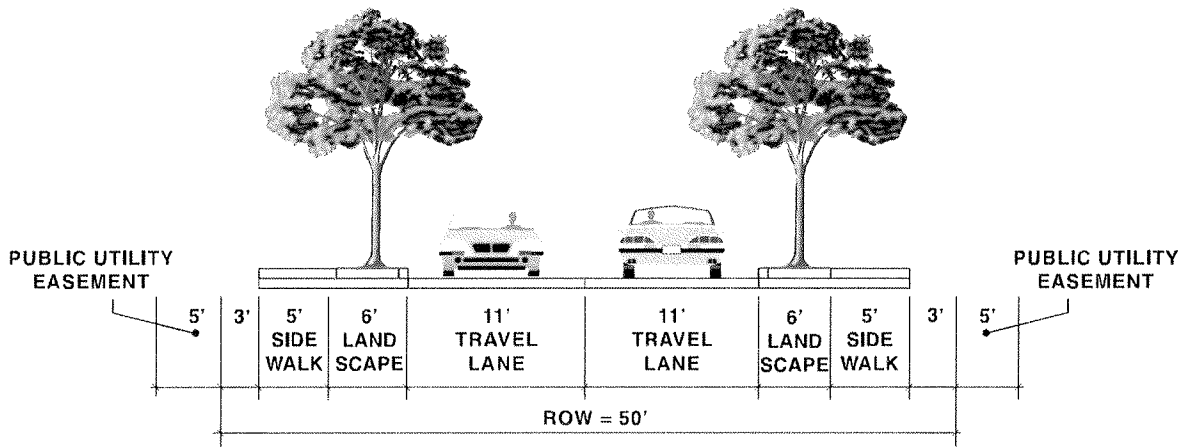 PUBLIC UTILITY
EASEMENT
PUBLIC UTILITY
EASEMENT
5' 3' 5' 6' 11' 11' 6' 5' 3' 5'
SIDE LAND TRAVEL TRAVEL LAND SIDE
WALK SCAPE LANE LANE SCAPE WALK
ROW = 50'